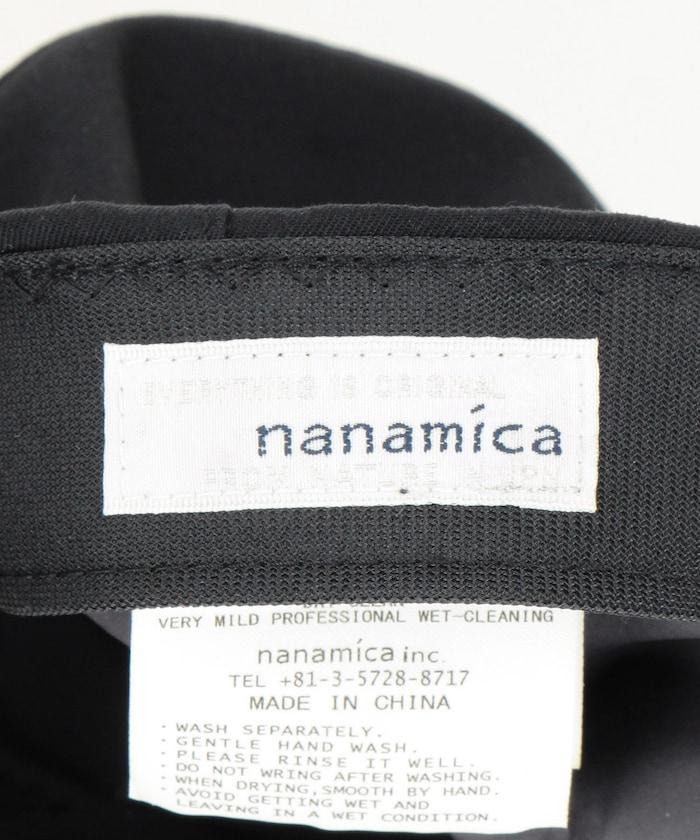 EVERYTHING IS ORIGINAL
nanamíca
VERY MILD PROFESSIONAL WET-CLEANING
nanamíca inc.
TEL +81-3-5728-8717
MADE IN CHINA
・WASH SEPARATELY.
・GENTLE HAND WASH.
・PLEASE RINSE IT WELL.
・DO NOT WRING AFTER WASHING.
・WHEN DRYING,SMOOTH BY HAND.
・AVOID GETTING WET AND
LEAVING IN A WET CONDITION.